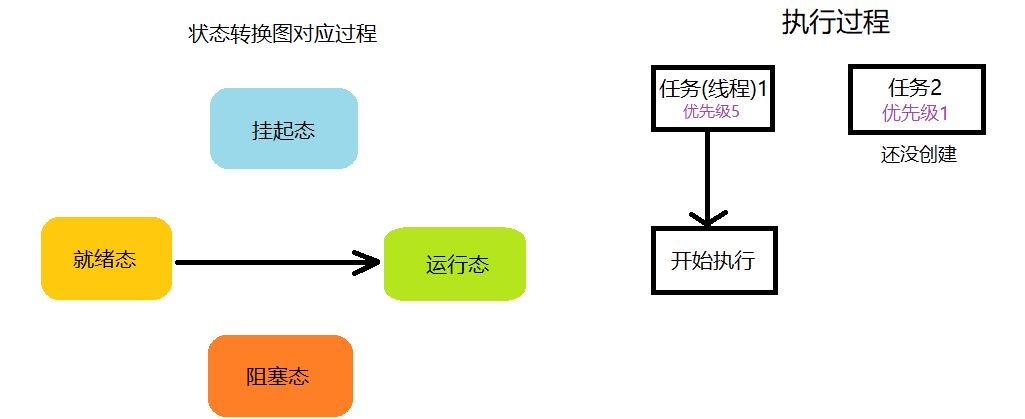 状态转换图对应过程
挂起态
就绪态
运行态
阻塞态
执行过程
任务(线程)1
优先级5
任务2
优先级1
还没创建
开始执行